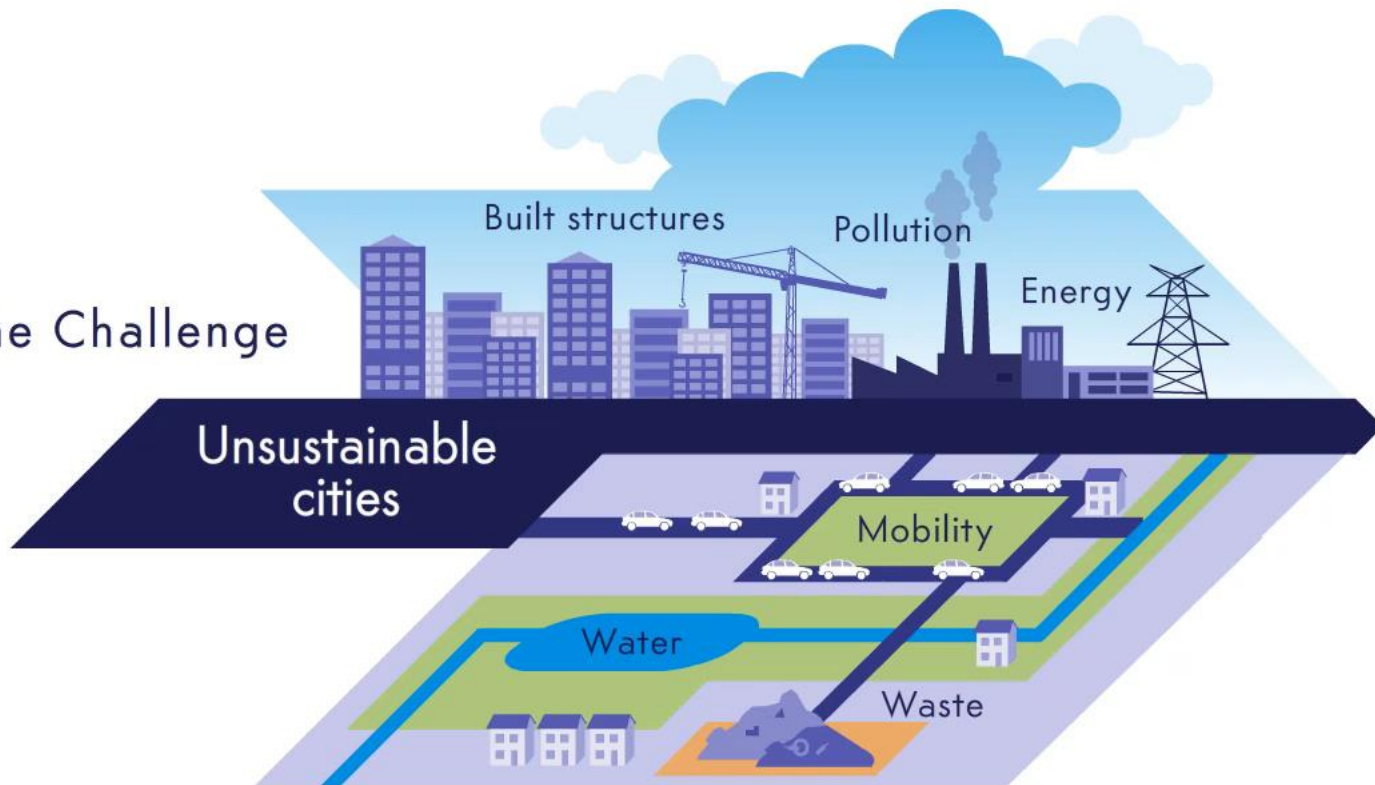 Built structures
Pollution
Energy
e Challenge
Unsustainable
cities
Mobility
Water
Waste